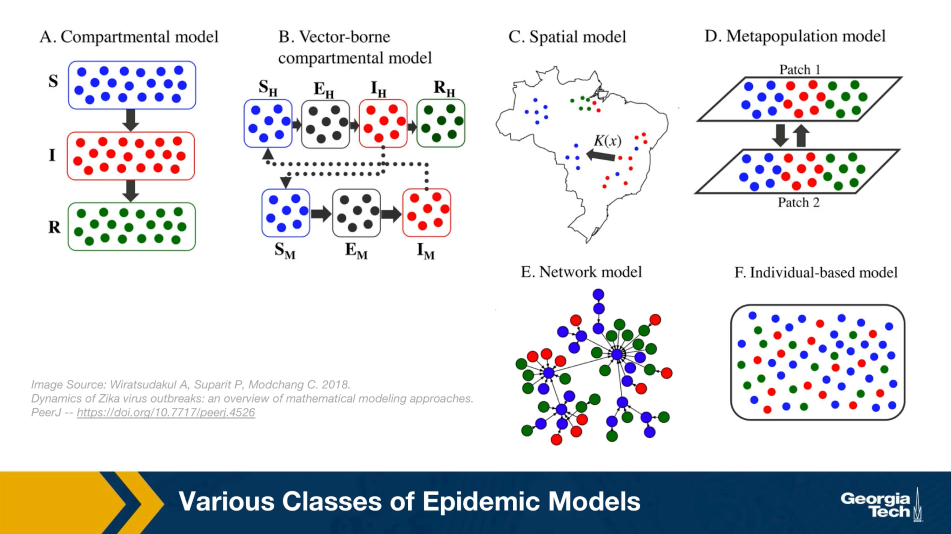 A. Compartmental model
S
I
R
B. Vector-borne
compartmental model
S_H E_H I_H R_H
S_M E_M I_M
C. Spatial model
K(x)
D. Metapopulation model
Patch 1
Patch 2
E. Network model
F. Individual-based model
Image Source: Wiratsudakul A, Suparit P, Modchang C. 2018.
Dynamics of Zika virus outbreaks: an overview of mathematical modeling approaches.
PeerJ -- https://doi.org/10.7717/peerj.4526
Various Classes of Epidemic Models
Georgia
Tech